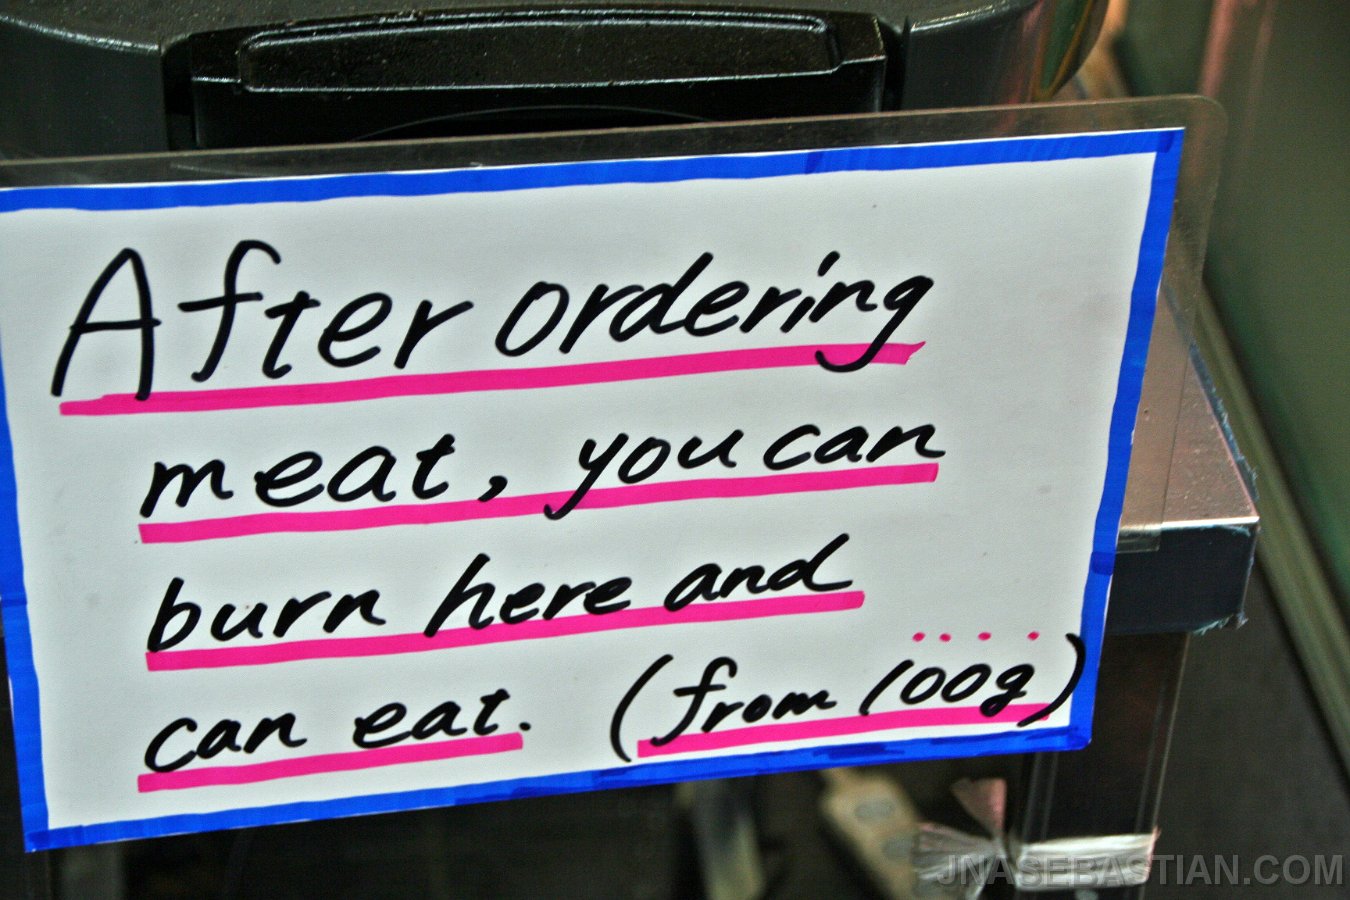 After ordering
meat, you can
burn here and
can eat. (from 100g)
JNASEBASTIAN.COM